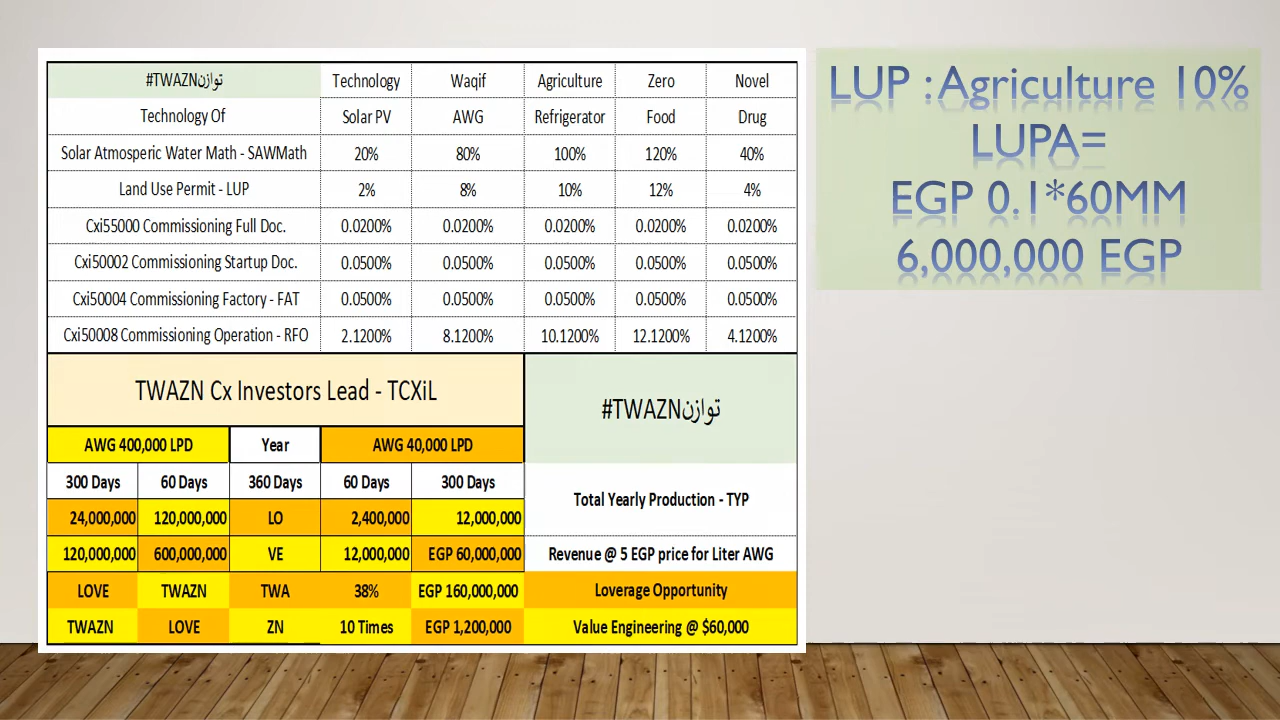 #TWAZNتوازن Technology Waqif Agriculture Zero Novel
Technology Of Solar PV AWG Refrigerator Food Drug
Solar Atmosperic Water Math - SAWMath 20% 80% 100% 120% 40%
Land Use Permit - LUP 2% 8% 10% 12% 4%
Cxi55000 Commissioning Full Doc. 0.0200% 0.0200% 0.0200% 0.0200% 0.0200%
Cxi50002 Commissioning Startup Doc. 0.0500% 0.0500% 0.0500% 0.0500% 0.0500%
Cxi50004 Commissioning Factory - FAT 0.0500% 0.0500% 0.0500% 0.0500% 0.0500%
Cxi50008 Commissioning Operation - RFO 2.1200% 8.1200% 10.1200% 12.1200% 4.1200%
TWAZN Cx Investors Lead - TCXiL
#TWAZNتوازن
AWG 400,000 LPD Year AWG 40,000 LPD
300 Days 60 Days 360 Days 60 Days 300 Days
Total Yearly Production - TYP
24,000,000 120,000,000 LO 2,400,000 12,000,000
120,000,000 600,000,000 VE 12,000,000 EGP 60,000,000 Revenue @ 5 EGP price for Liter AWG
LOVE TWAZN TWA 38% EGP 160,000,000 Loverage Opportunity
TWAZN LOVE ZN 10 Times EGP 1,200,000 Value Engineering @ $60,000
LUP : Agriculture 10%
LUPA=
EGP 0.1*60MM
6,000,000 EGP